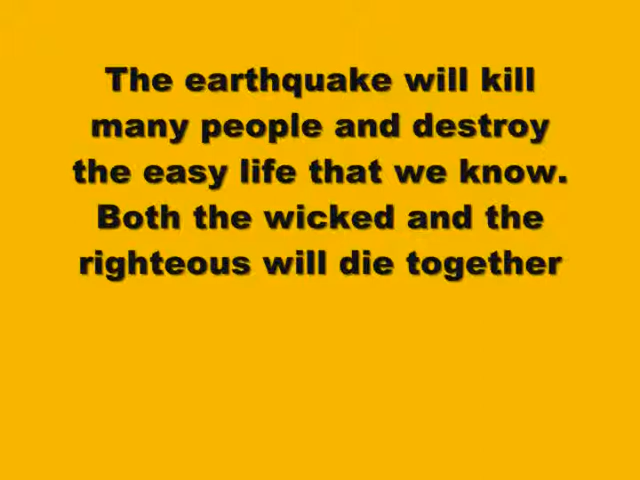 The earthquake will kill
many people and destroy
the easy life that we know.
Both the wicked and the
righteous will die together